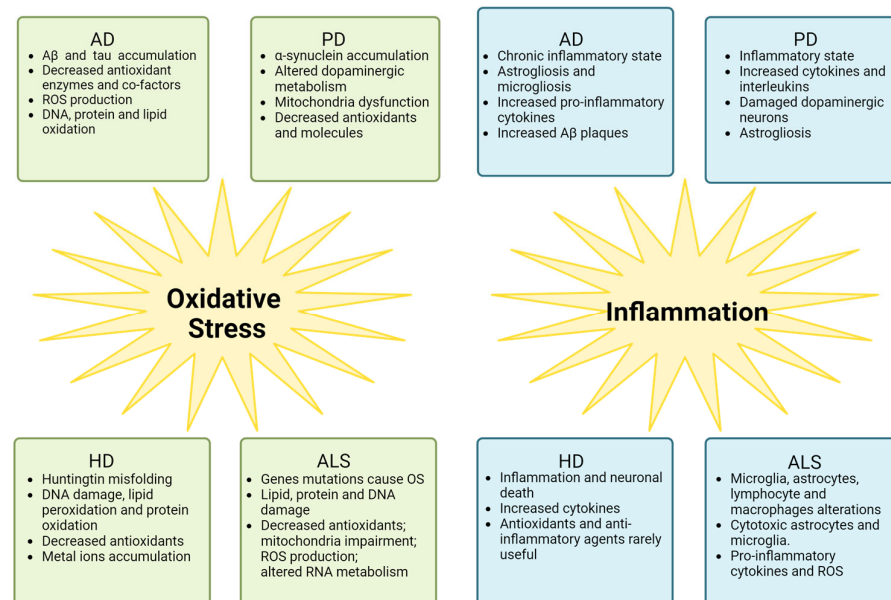 AD
• Aβ and tau accumulation
• Decreased antioxidant
enzymes and co-factors
• ROS production
• DNA, protein and lipid
oxidation
PD
• α-synuclein accumulation
• Altered dopaminergic
metabolism
• Mitochondria dysfunction
• Decreased antioxidants
and molecules
AD
• Chronic inflammatory state
• Astrogliosis and
microgliosis
• Increased pro-inflammatory
cytokines
• Increased Aβ plaques
PD
• Inflammatory state
• Increased cytokines and
interleukins
• Damaged dopaminergic
neurons
• Astrogliosis
Oxidative
Stress
Inflammation
HD
• Huntingtin misfolding
• DNA damage, lipid
peroxidation and protein
oxidation
• Decreased antioxidants
• Metal ions accumulation
ALS
• Genes mutations cause OS
• Lipid, protein and DNA
damage
• Decreased antioxidants;
mitochondria impairment;
ROS production;
altered RNA metabolism
HD
• Inflammation and neuronal
death
• Increased cytokines
• Antioxidants and anti-
inflammatory agents rarely
useful
ALS
• Microglia, astrocytes,
lymphocyte and
macrophages alterations
• Cytotoxic astrocytes and
microglia.
• Pro-inflammatory
cytokines and ROS